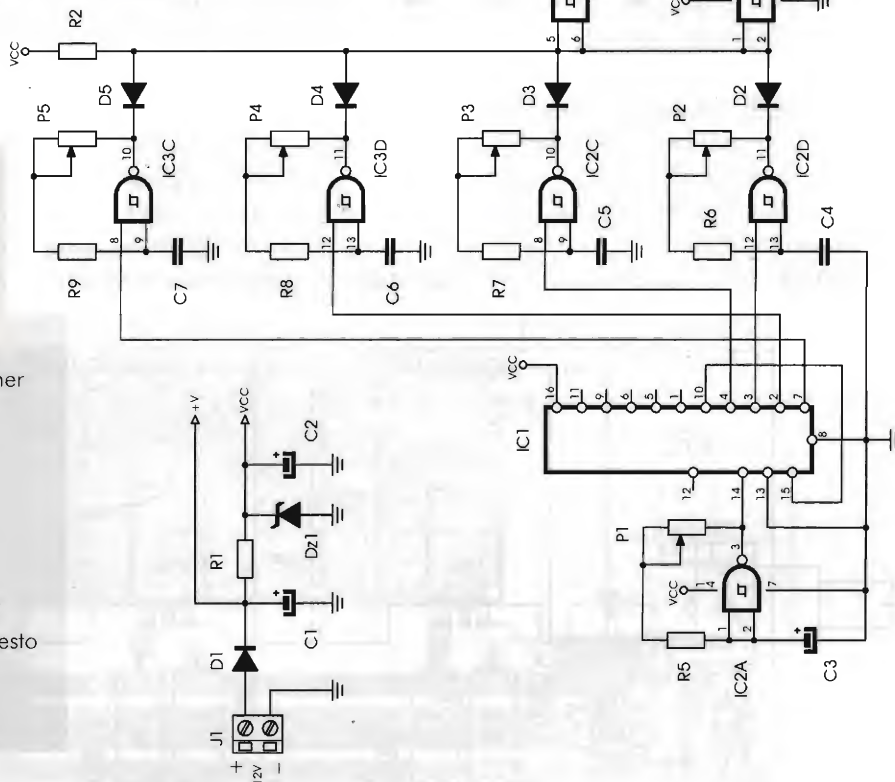 VCC
R2
VCC
5
6
1
2
D5
D4
D3
D2
P5
P4
P3
P2
10
11
10
11
IC3C
IC3D
IC2C
IC2D
8
9
12
13
8
9
12
13
R9
R8
R7
R6
C7
C6
C5
C4
ner
+V
VCC
VCC
16
11
9
6
5
1
10
4
3
2
7
IC1
8
12
14
13
15
C2
+
Dz1
R1
C1
+
D1
J1
+
12V
-
P1
VCC
14
3
7
1
2
R5
IC2A
C3
+
esto